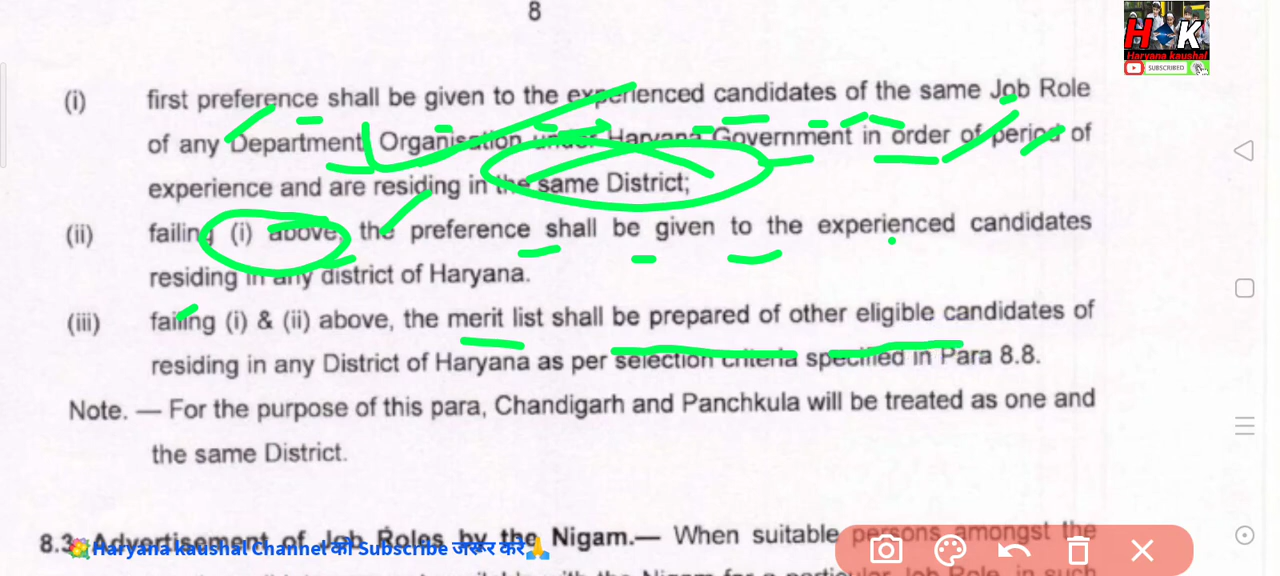 8
H K
Haryana kaushal
SUBSCRIBED
(i) first preference shall be given to the experienced candidates of the same Job Role
of any Department, Organisation under Haryana Government in order of period of
experience and are residing in the same District;
(ii) failing (i) above, the preference shall be given to the experienced candidates
residing in any district of Haryana.
(iii) failing (i) & (ii) above, the merit list shall be prepared of other eligible candidates of
residing in any District of Haryana as per selection criteria specified in Para 8.8.
Note. — For the purpose of this para, Chandigarh and Panchkula will be treated as one and
the same District.
8.3 Advertisement of Job Roles by the Nigam.— When suitable persons amongst the
Haryana kaushal Channel को Subscribe जरूर करें
Job Role, in such